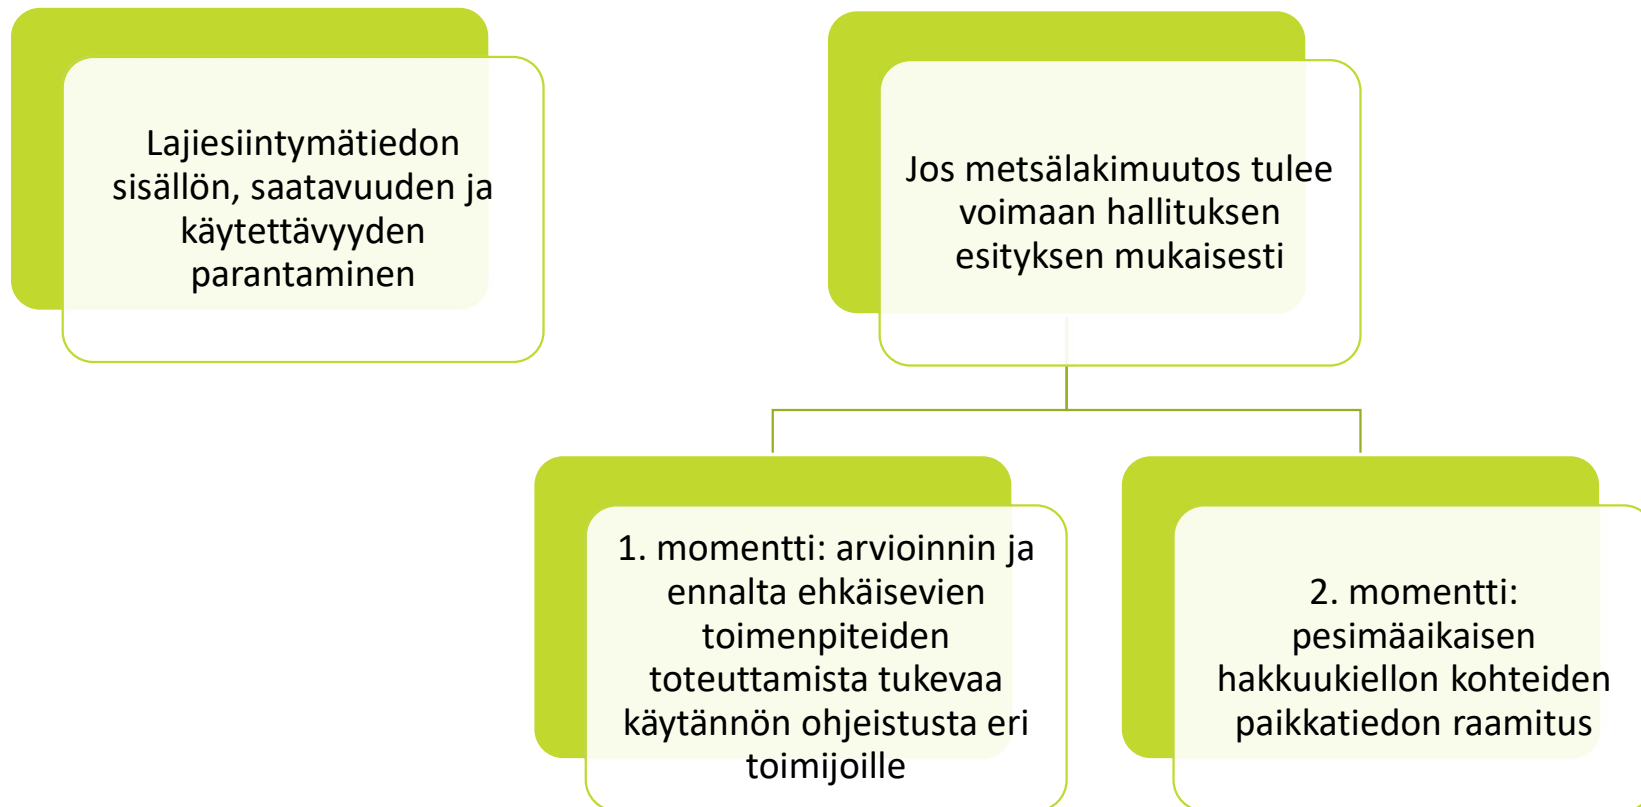 Lajiesiintymätiedon
sisällön, saatavuuden ja
käytettävyyden
parantaminen
Jos metsälakimuutos tulee
voimaan hallituksen
esityksen mukaisesti
1. momentti: arvioinnin ja
ennalta ehkäisevien
toimenpiteiden
toteuttamista tukevaa
käytännön ohjeistusta eri
toimijoille
2. momentti:
pesimäaikaisen
hakkuukiellon kohteiden
paikkatiedon raamitus